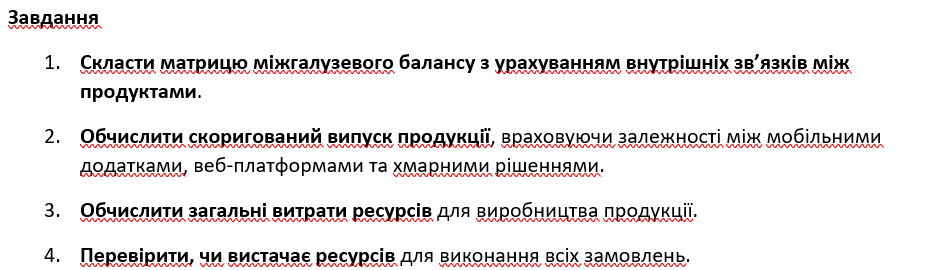 Завдання
1. Скласти матрицю міжгалузевого балансу з урахуванням внутрішніх зв’язків між
продуктами.
2. Обчислити скоригований випуск продукції, враховуючи залежності між мобільними
додатками, веб-платформами та хмарними рішеннями.
3. Обчислити загальні витрати ресурсів для виробництва продукції.
4. Перевірити, чи вистачає ресурсів для виконання всіх замовлень.